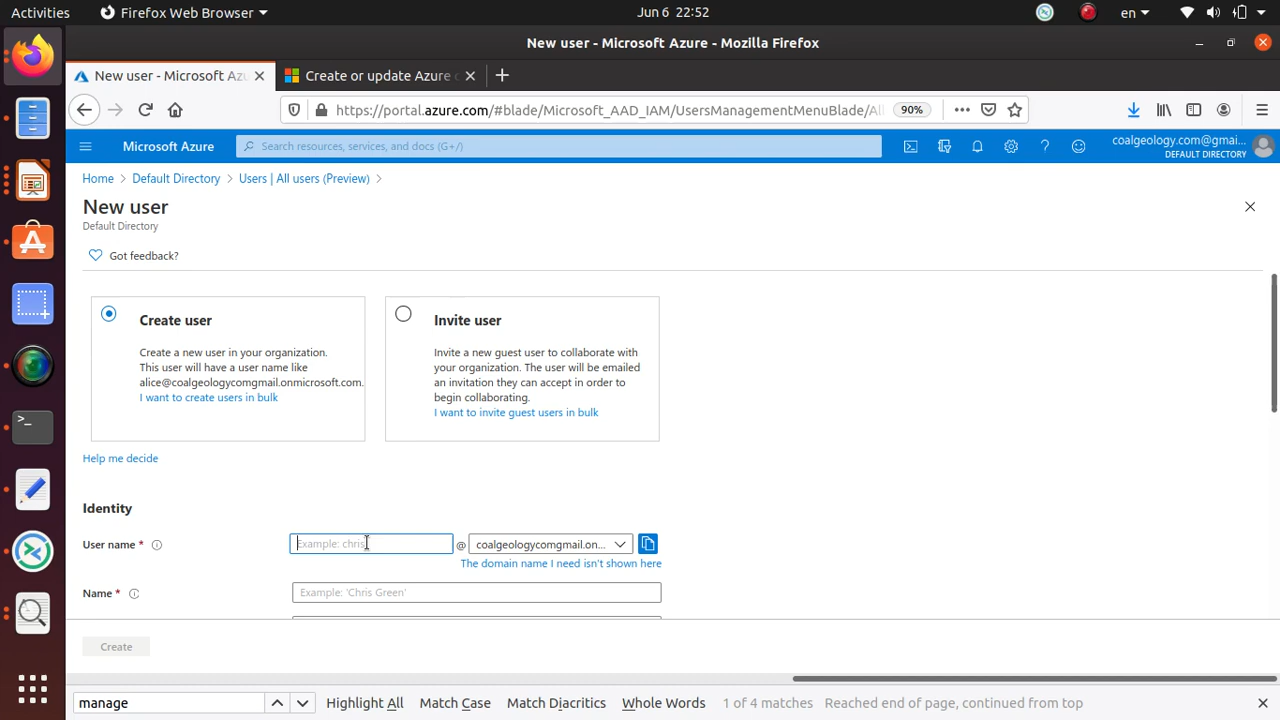 Activities
Firefox Web Browser
Jun 6 22:52
en
New user - Microsoft Azure - Mozilla Firefox
New user - Microsoft Azu
Create or update Azure c
https://portal.azure.com/#blade/Microsoft_AAD_IAM/UsersManagementMenuBlade/Al
90%
Microsoft Azure
Search resources, services, and docs (G+/)
coalgeology.com@gmai...
DEFAULT DIRECTORY
Home > Default Directory > Users | All users (Preview) >
New user
Default Directory
Got feedback?
Create user
Create a new user in your organization.
This user will have a user name like
alice@coalgeologycomgmail.onmicrosoft.com.
I want to create users in bulk
Invite user
Invite a new guest user to collaborate with
your organization. The user will be emailed
an invitation they can accept in order to
begin collaborating.
I want to invite guest users in bulk
Help me decide
Identity
User name *
Example: chris
@
coalgeologycomgmail.on...
The domain name I need isn't shown here
Name *
Example: 'Chris Green'
Create
manage
Highlight All
Match Case
Match Diacritics
Whole Words
1 of 4 matches
Reached end of page, continued from top